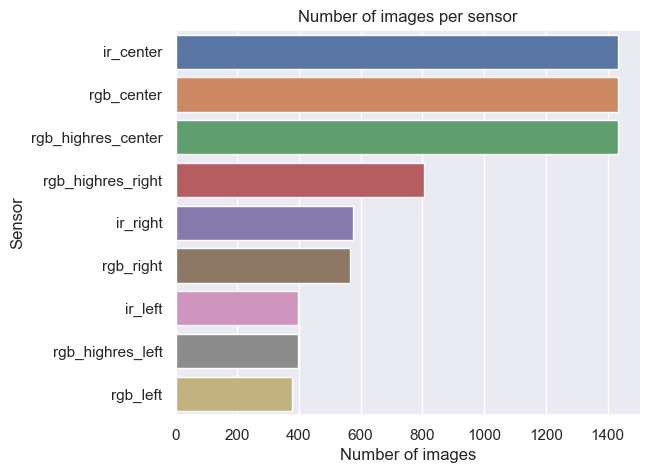 Number of images per sensor
Sensor
ir_center
rgb_center
rgb_highres_center
rgb_highres_right
ir_right
rgb_right
ir_left
rgb_highres_left
rgb_left
0 200 400 600 800 1000 1200 1400
Number of images